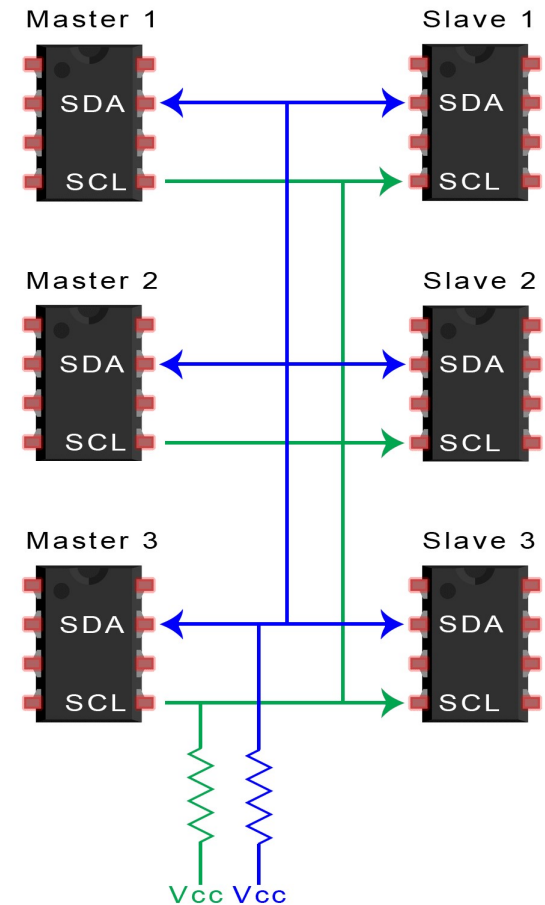 Master 1
Slave 1
SDA
SDA
SCL
SCL
Master 2
Slave 2
SDA
SDA
SCL
SCL
Master 3
Slave 3
SDA
SDA
SCL
SCL
Vcc Vcc